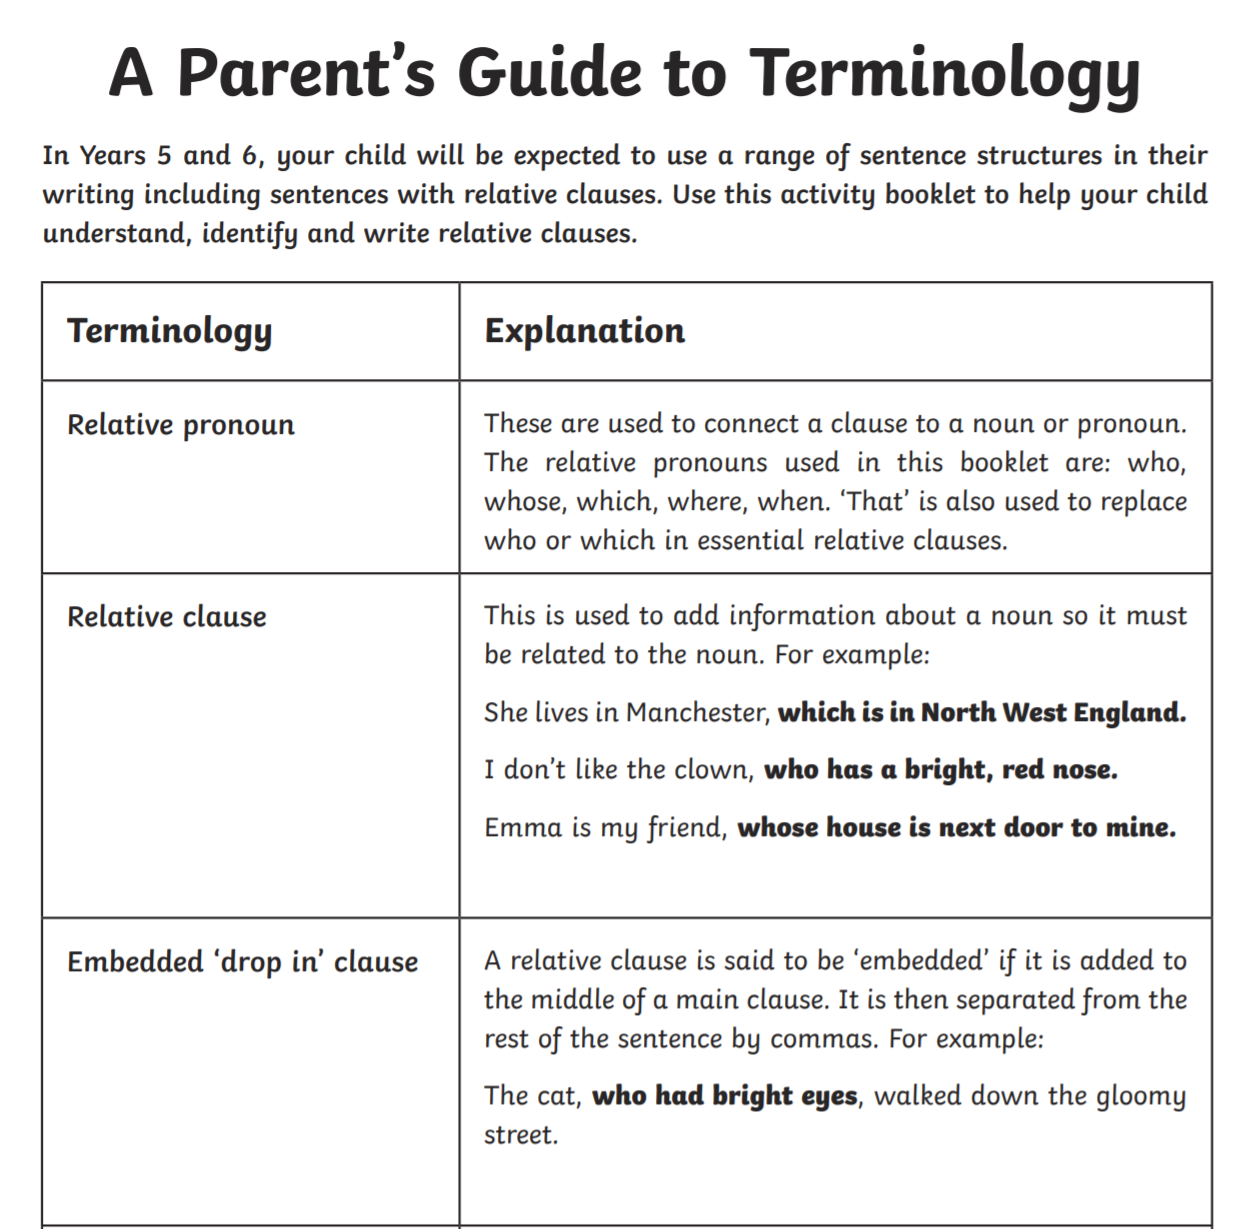 A Parent’s Guide to Terminology
In Years 5 and 6, your child will be expected to use a range of sentence structures in their
writing including sentences with relative clauses. Use this activity booklet to help your child
understand, identify and write relative clauses.
Terminology
Explanation
Relative pronoun
These are used to connect a clause to a noun or pronoun.
The relative pronouns used in this booklet are: who,
whose, which, where, when. ‘That’ is also used to replace
who or which in essential relative clauses.
Relative clause
This is used to add information about a noun so it must
be related to the noun. For example:
She lives in Manchester, which is in North West England.
I don’t like the clown, who has a bright, red nose.
Emma is my friend, whose house is next door to mine.
Embedded ‘drop in’ clause
A relative clause is said to be ‘embedded’ if it is added to
the middle of a main clause. It is then separated from the
rest of the sentence by commas. For example:
The cat, who had bright eyes, walked down the gloomy
street.